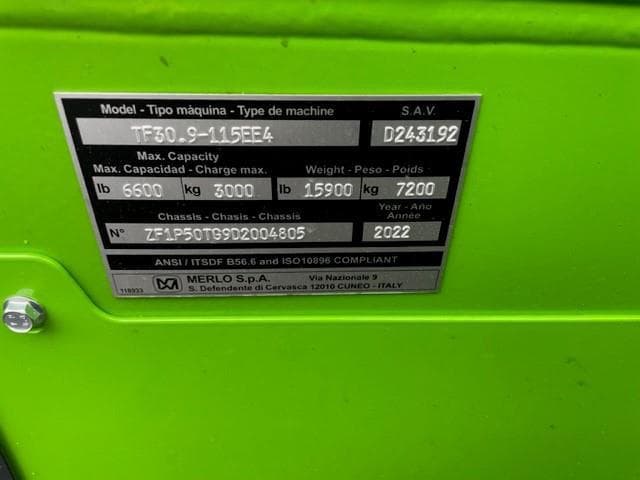 Model - Tipo màquina - Type de machine S.A.V.
TF30.9-115EE4 D243192
Max. Capacity
Max. Capacidad - Charge max. Weight - Peso - Poids
lb 6600 kg 3000 lb 15900 kg 7200
Chassis - Chasis - Chassis Year - Año
Année
N° ZF1P50TG9D2004805 2022
ANSI / ITSDF B56.6 and ISO10896 COMPLIANT
MERLO S.p.A. Via Nazionale 9
118933 S. Defendente di Cervasca 12010 CUNEO - ITALY